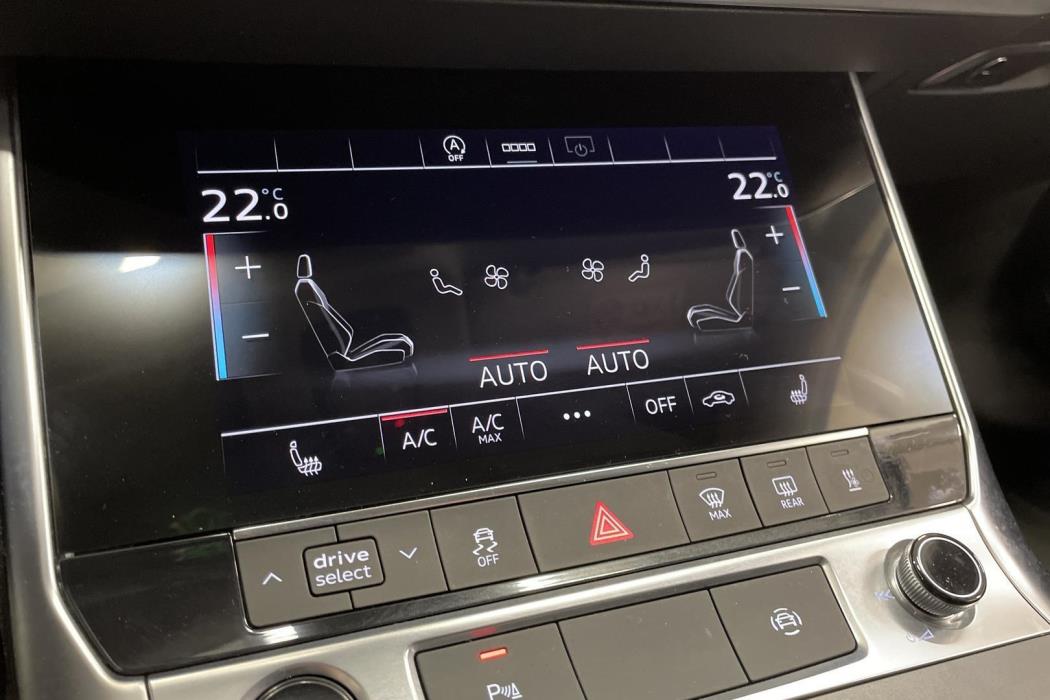 A
OFF
22.0 °C
22.0 °C
+
+
−
−
AUTO
AUTO
A/C
A/C
MAX
•••
OFF
drive
select
OFF
MAX
REAR
P